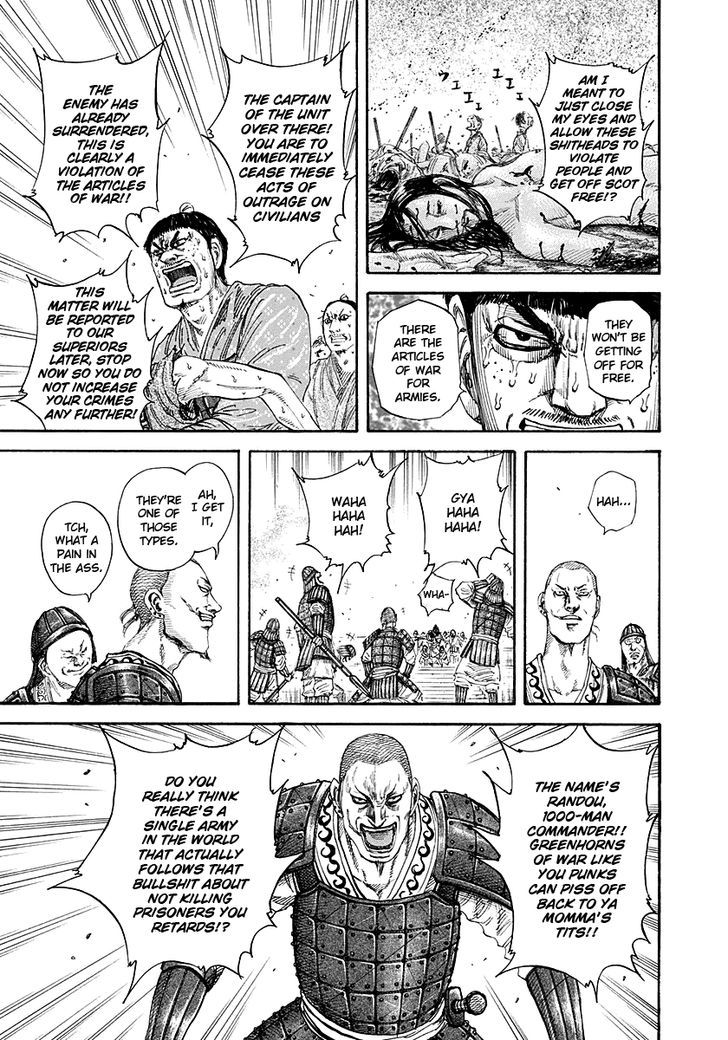 AM I
MEANT TO
JUST CLOSE
MY EYES AND
ALLOW THESE
SHITHEADS TO
VIOLATE
PEOPLE AND
GET OFF SCOT
FREE!?
ユ
ユ
ユ
THEY
WON'T BE
GETTING
OFF FOR
FREE.
THERE
ARE THE
ARTICLES
OF WAR
FOR
ARMIES.
THE CAPTAIN
OF THE UNIT
OVER THERE! YOU
ARE TO
IMMEDIATELY
CEASE THESE
ACTS OF
OUTRAGE ON
CIVILIANS
THE
ENEMY HAS
ALREADY
SURRENDERED,
THIS IS
CLEARLY A
VIOLATION OF
THE ARTICLES
OF WAR!!
THIS
MATTER WILL
BE REPORTED
TO OUR
SUPERIORS
LATER, STOP
NOW SO YOU DO
NOT INCREASE
YOUR CRIMES
ANY FURTHER!
HAH...
GYA
HAHA
HAHA!
WHA-
WAHA
HAHA
HAH!
AH,
I GET
IT,
THEY'RE
ONE OF
THOSE
TYPES.
TCH,
WHAT A
PAIN IN
THE ASS.
THE NAME'S
RANDOU,
1000-MAN
COMMANDER!!
GREENHORNS
OF WAR LIKE
YOU PUNKS
CAN PISS OFF
BACK TO YA
MOMMA'S
TITS!!
DO YOU
REALLY THINK
THERE'S A
SINGLE ARMY
IN THE WORLD
THAT ACTUALLY
FOLLOWS THAT
BULLSHIT ABOUT
NOT KILLING
PRISONERS YOU
RETARDS!?